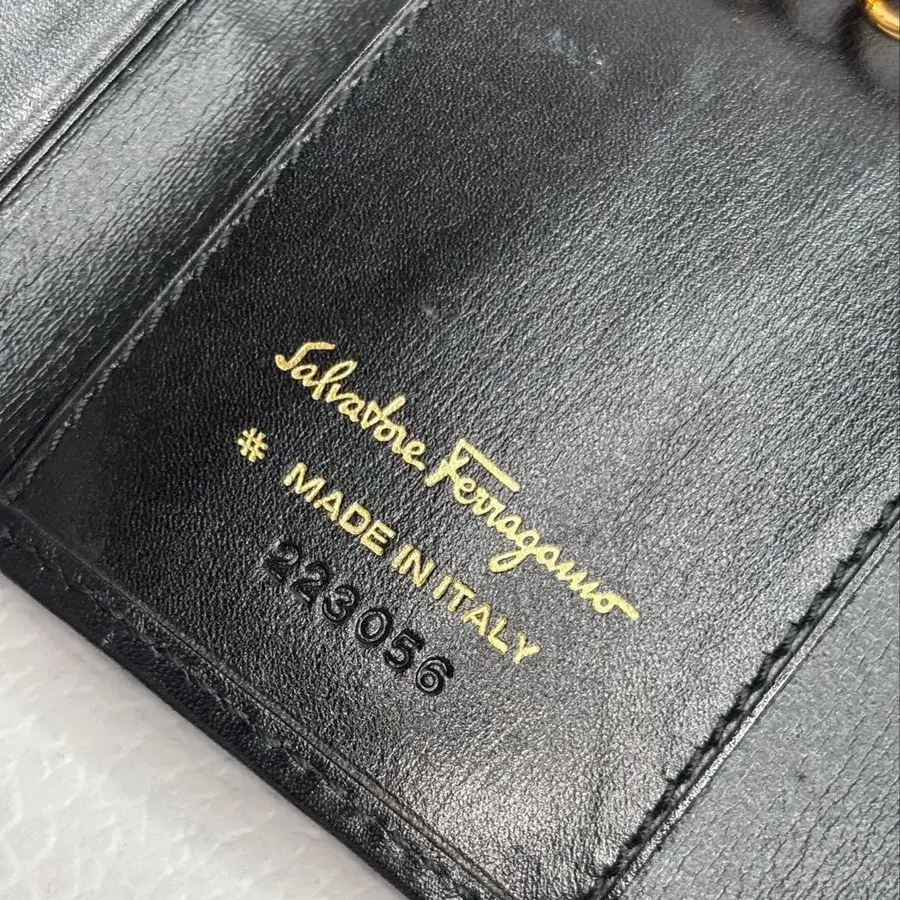 Salvatore Ferragamo
* MADE IN ITALY
223056